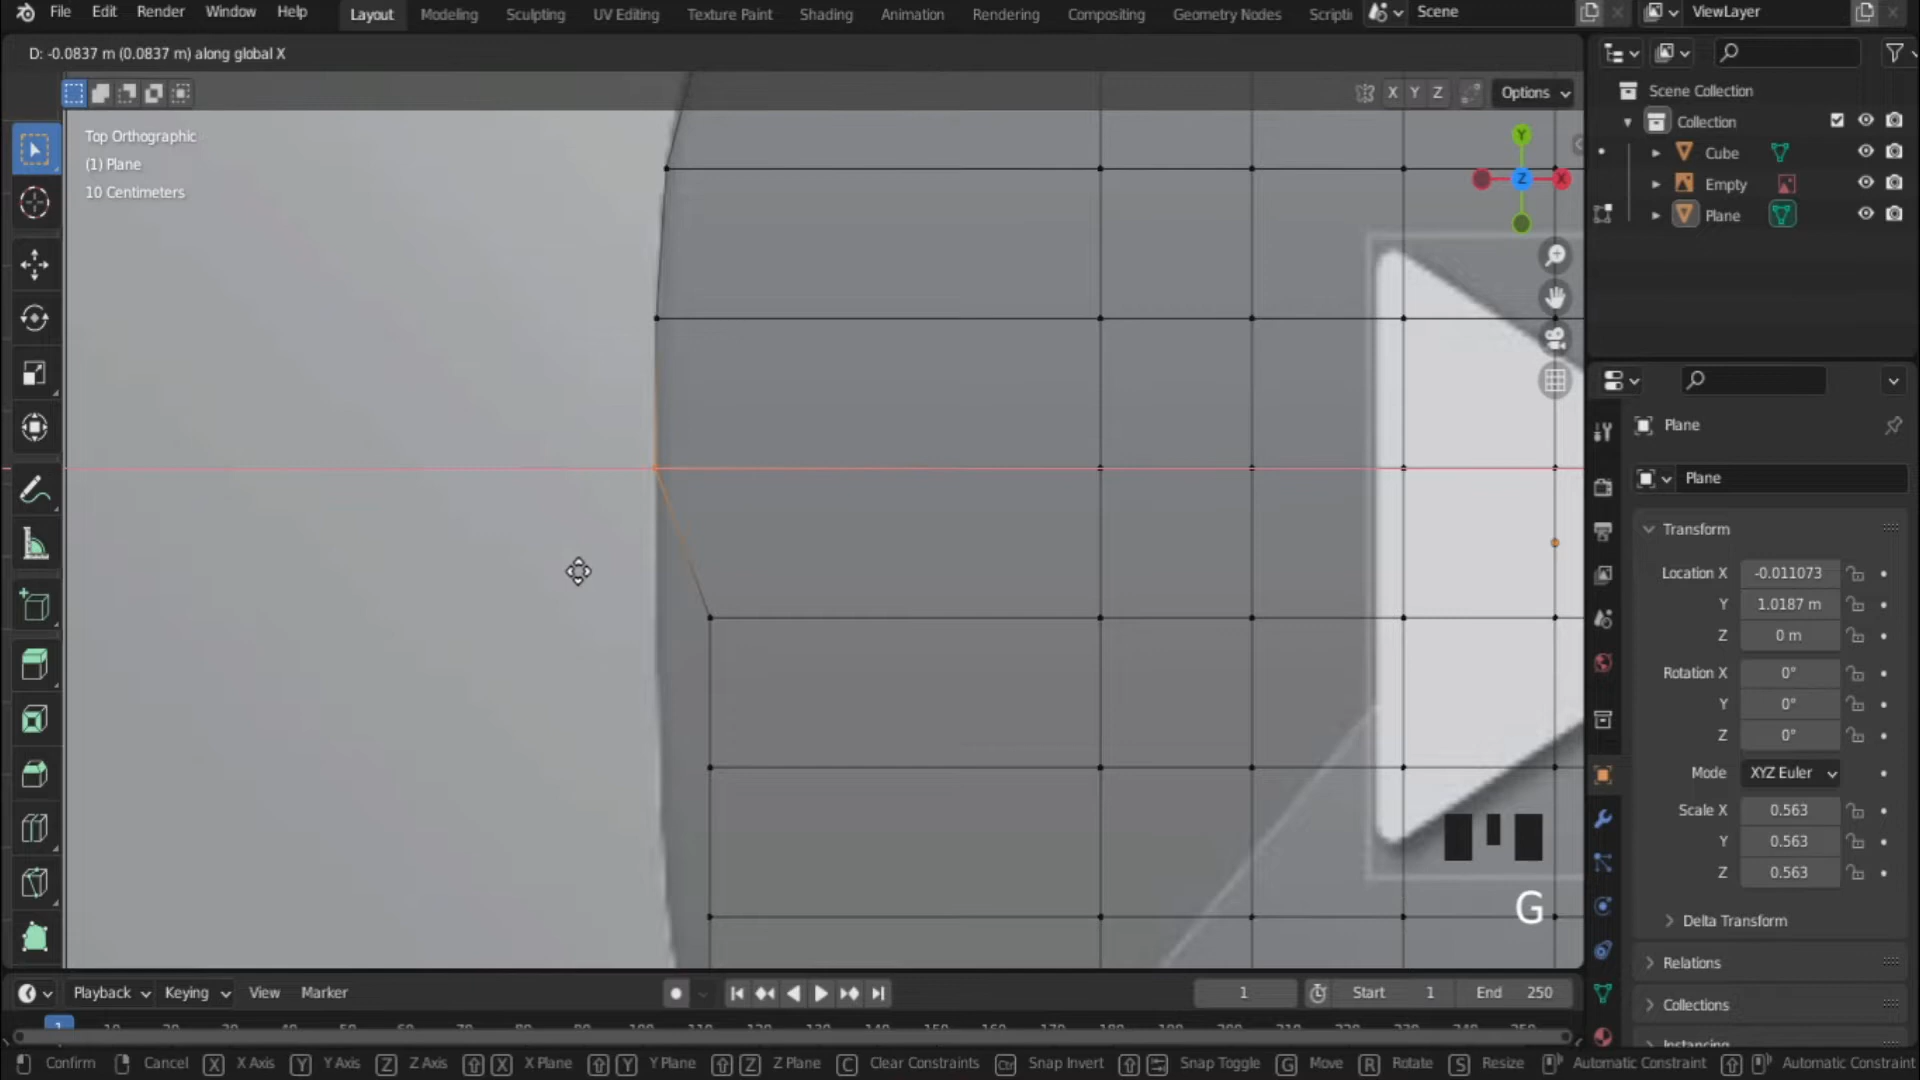 File Edit Render Window Help Layout Modeling Sculpting UV Editing Texture Paint Shading Animation Rendering Compositing Geometry Nodes Scripti Scene ViewLayer
D: -0.0837 m (0.0837 m) along global X
X Y Z Options
Top Orthographic
(1) Plane
10 Centimeters
Y
Z X
Scene Collection
Collection
Cube
Empty
Plane
Plane
Plane
Transform
Location X -0.011073
Y 1.0187 m
Z 0 m
Rotation X 0°
Y 0°
Z 0°
Mode XYZ Euler
Scale X 0.563
Y 0.563
Z 0.563
Delta Transform
Relations
Collections
Instancing
G
Playback Keying View Marker 1 Start 1 End 250
1
Confirm Cancel X X Axis Y Y Axis Z Z Axis X X Plane Y Y Plane Z Z Plane C Clear Constraints Ctrl Snap Invert Snap Toggle G Move R Rotate S Resize Automatic Constraint Automatic Constraint